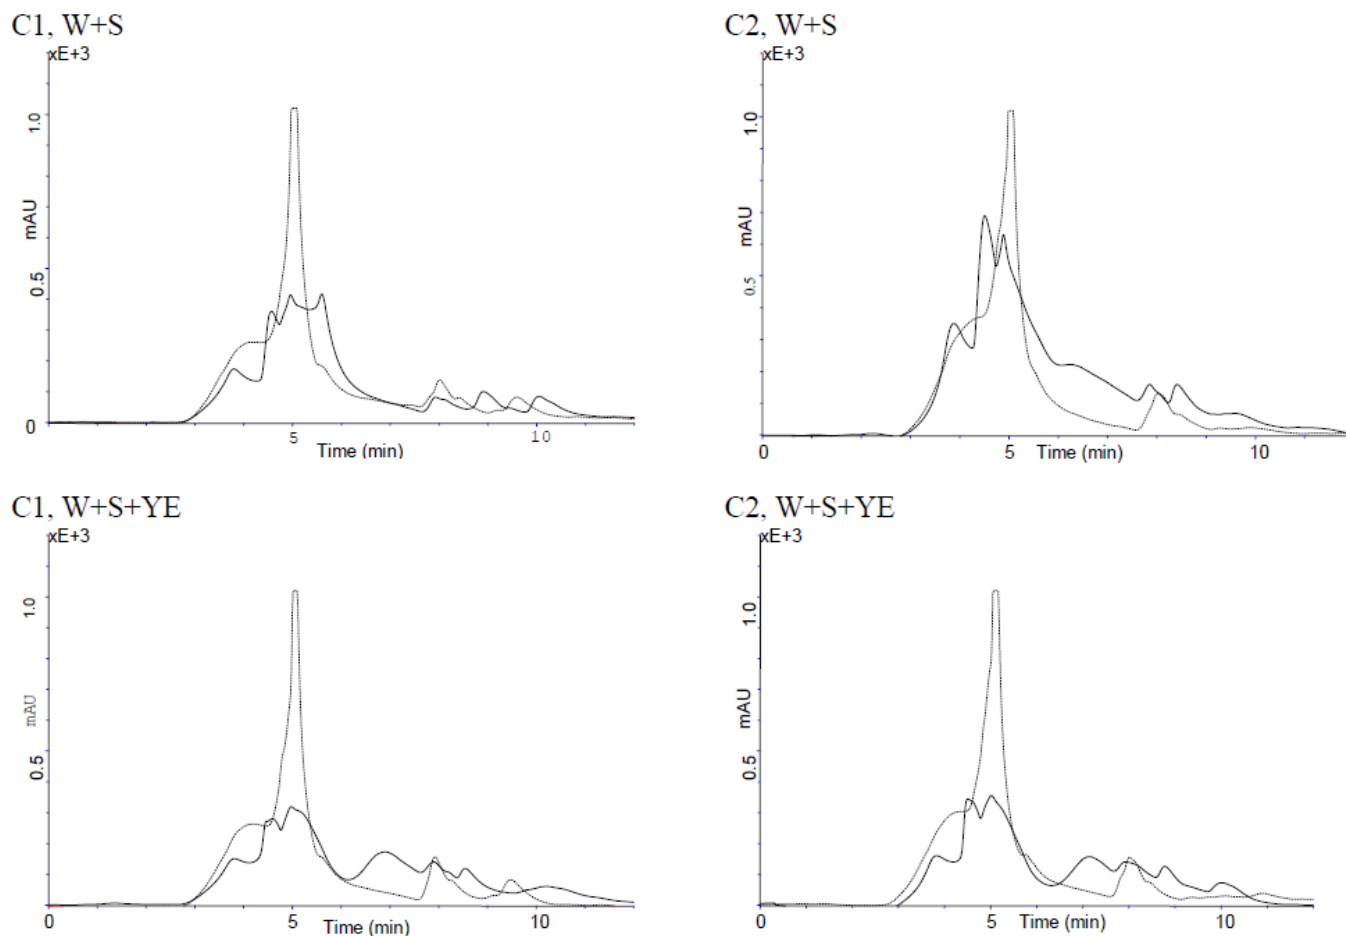 C1, W+S
xE+3
1.0
mAU
0.5
0
5
10
Time (min)
C2, W+S
xE+3
1.0
mAU
0.5
0
5
10
Time (min)
C1, W+S+YE
xE+3
1.0
mAU
0.5
0
5
10
Time (min)
C2, W+S+YE
xE+3
1.0
mAU
0.5
0
5
10
Time (min)